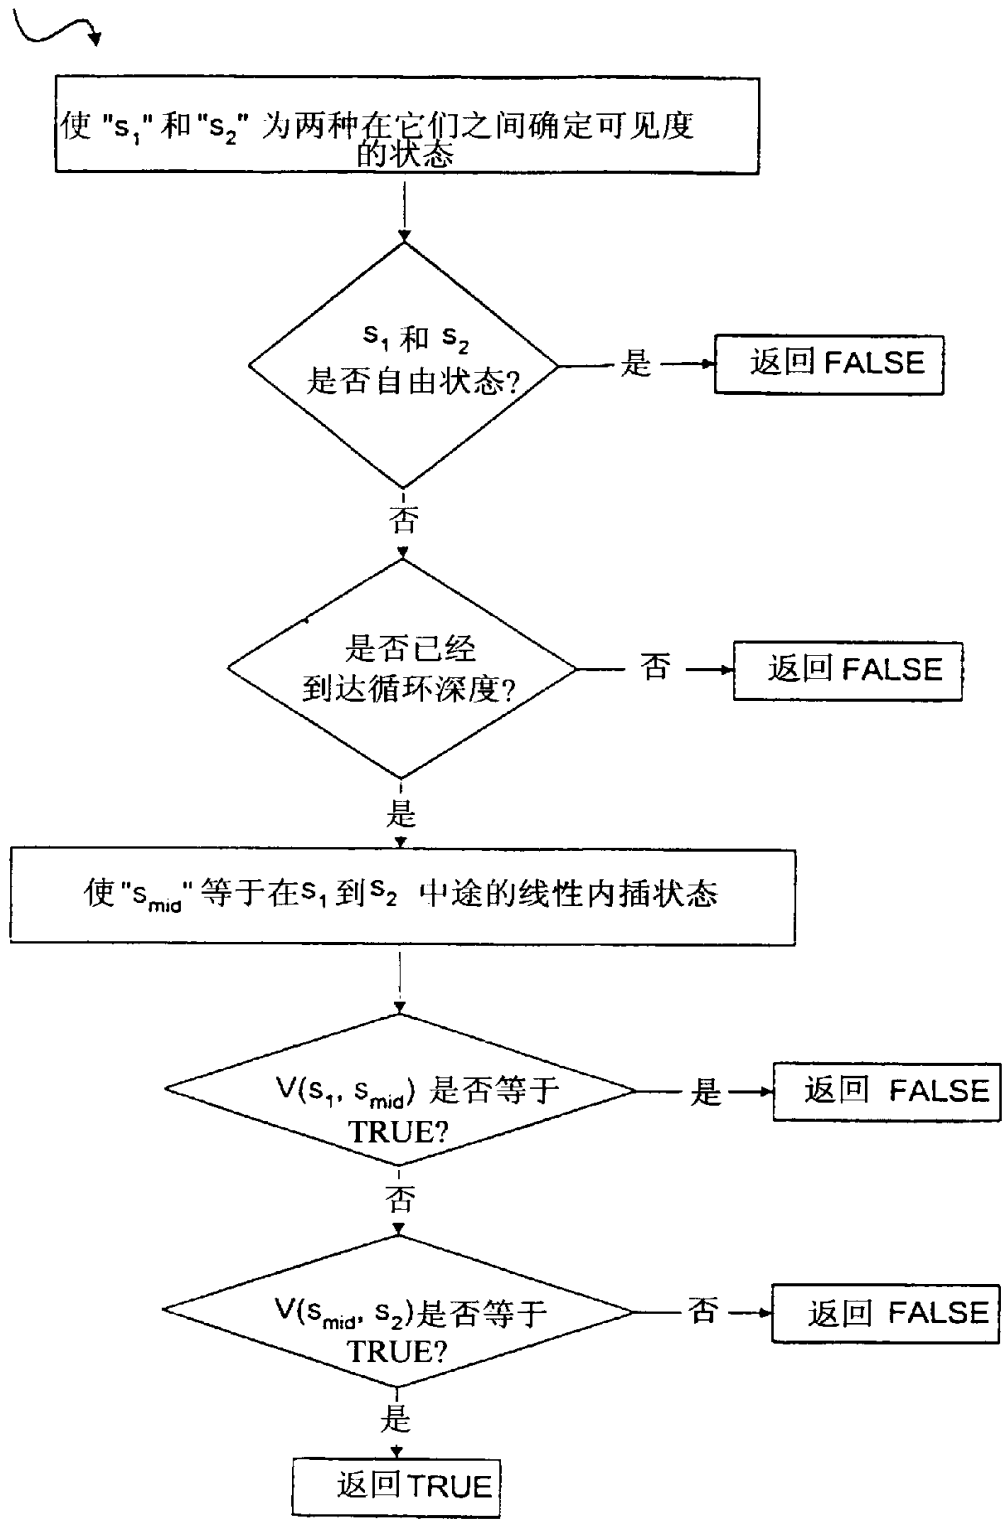 使 "s₁" 和 "s₂" 为两种在它们之间确定可见度
的状态
s₁ 和 s₂
是否自由状态?
是
返回 FALSE
否
是否已经
到达循环深度?
否
返回 FALSE
是
使 "s_mid" 等于在 s₁ 到 s₂ 中途的线性内插状态
V(s₁, s_mid) 是否等于
TRUE?
是
返回 FALSE
否
V(s_mid, s₂) 是否等于
TRUE?
否
返回 FALSE
是
返回 TRUE